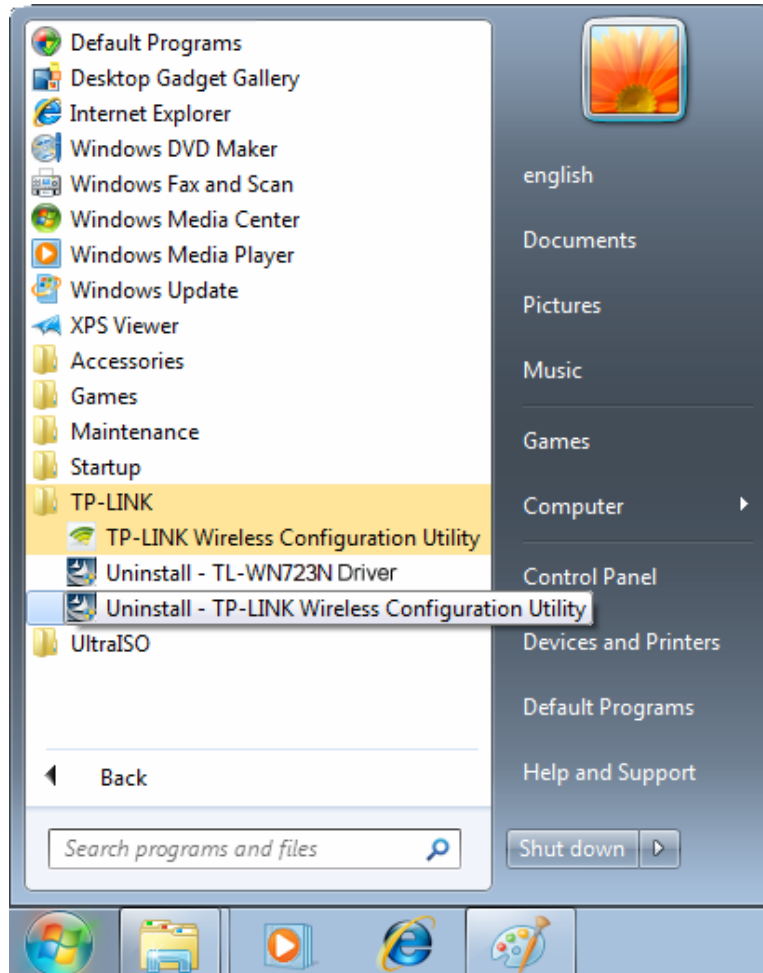 Default Programs
Desktop Gadget Gallery
Internet Explorer
Windows DVD Maker
Windows Fax and Scan
Windows Media Center
Windows Media Player
Windows Update
XPS Viewer
Accessories
Games
Maintenance
Startup
TP-LINK
TP-LINK Wireless Configuration Utility
Uninstall - TL-WN723N Driver
Uninstall - TP-LINK Wireless Configuration Utility
UltraISO
Back
Search programs and files
english
Documents
Pictures
Music
Games
Computer
Control Panel
Devices and Printers
Default Programs
Help and Support
Shut down